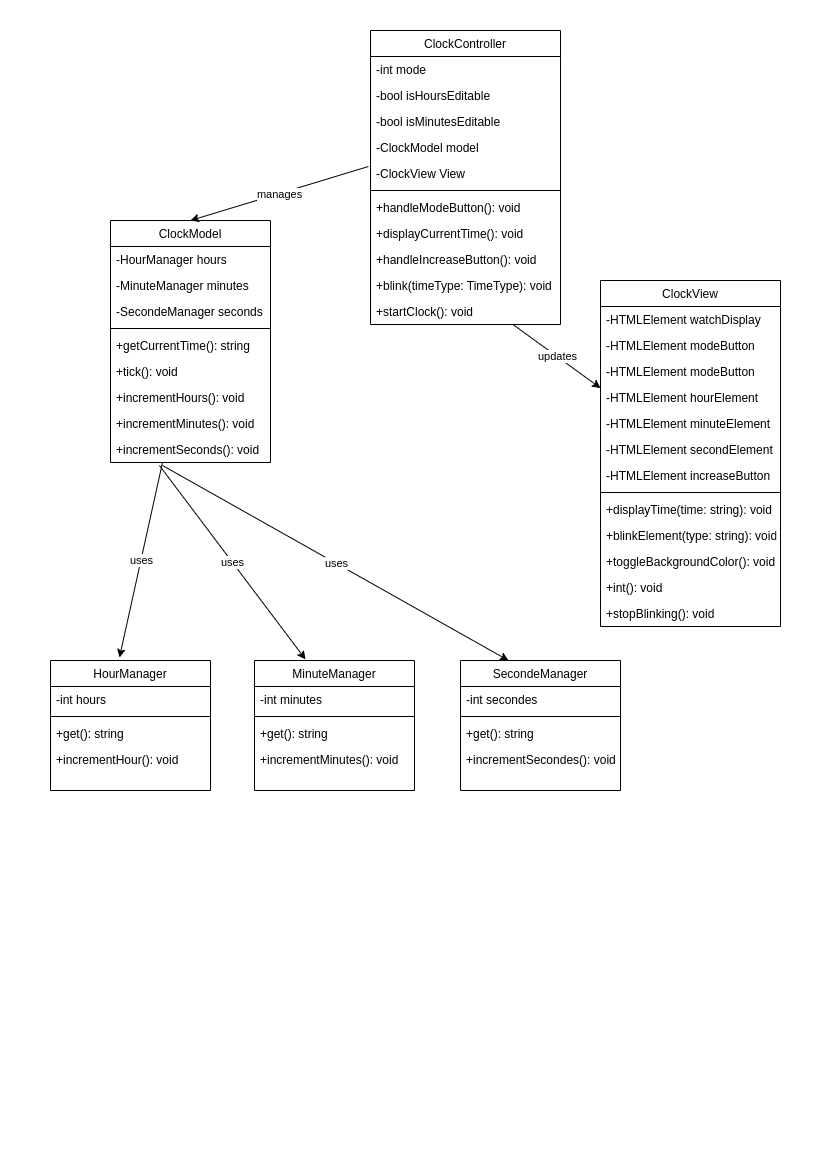 ClockController
-int mode
-bool isHoursEditable
-bool isMinutesEditable
-ClockModel model
-ClockView View
+handleModeButton(): void
+displayCurrentTime(): void
+handleIncreaseButton(): void
+blink(timeType: TimeType): void
+startClock(): void
manages
ClockModel
-HourManager hours
-MinuteManager minutes
-SecondeManager seconds
+getCurrentTime(): string
+tick(): void
+incrementHours(): void
+incrementMinutes(): void
+incrementSeconds(): void
updates
ClockView
-HTMLElement watchDisplay
-HTMLElement modeButton
-HTMLElement modeButton
-HTMLElement hourElement
-HTMLElement minuteElement
-HTMLElement secondElement
-HTMLElement increaseButton
+displayTime(time: string): void
+blinkElement(type: string): void
+toggleBackgroundColor(): void
+int(): void
+stopBlinking(): void
uses
uses
uses
HourManager
-int hours
+get(): string
+incrementHour(): void
MinuteManager
-int minutes
+get(): string
+incrementMinutes(): void
SecondeManager
-int secondes
+get(): string
+incrementSecondes(): void